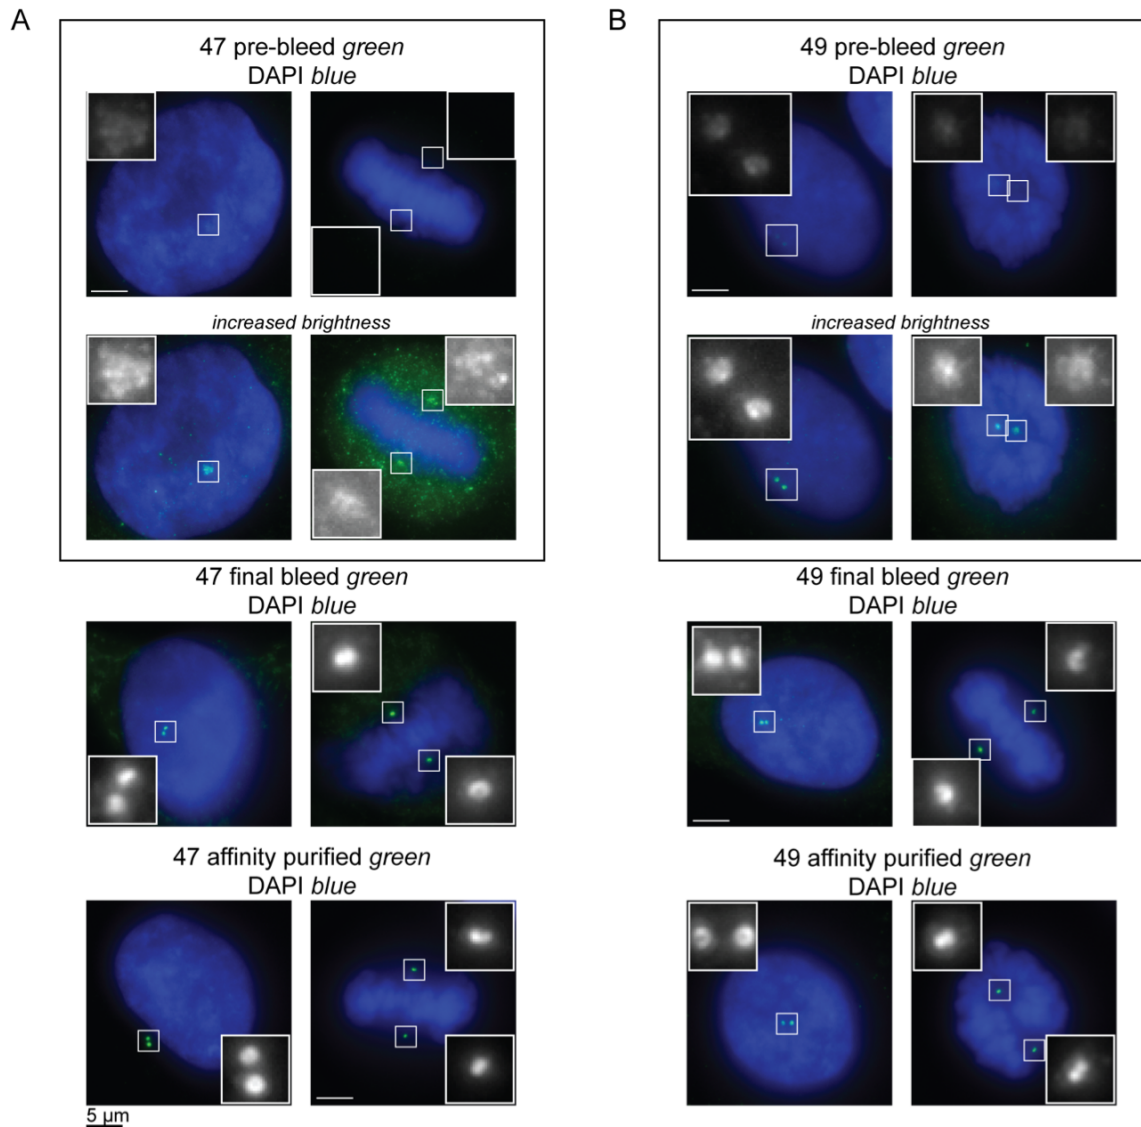 A
47 pre-bleed green
DAPI blue
increased brightness
47 final bleed green
DAPI blue
47 affinity purified green
DAPI blue
5 µm
B
49 pre-bleed green
DAPI blue
increased brightness
49 final bleed green
DAPI blue
49 affinity purified green
DAPI blue